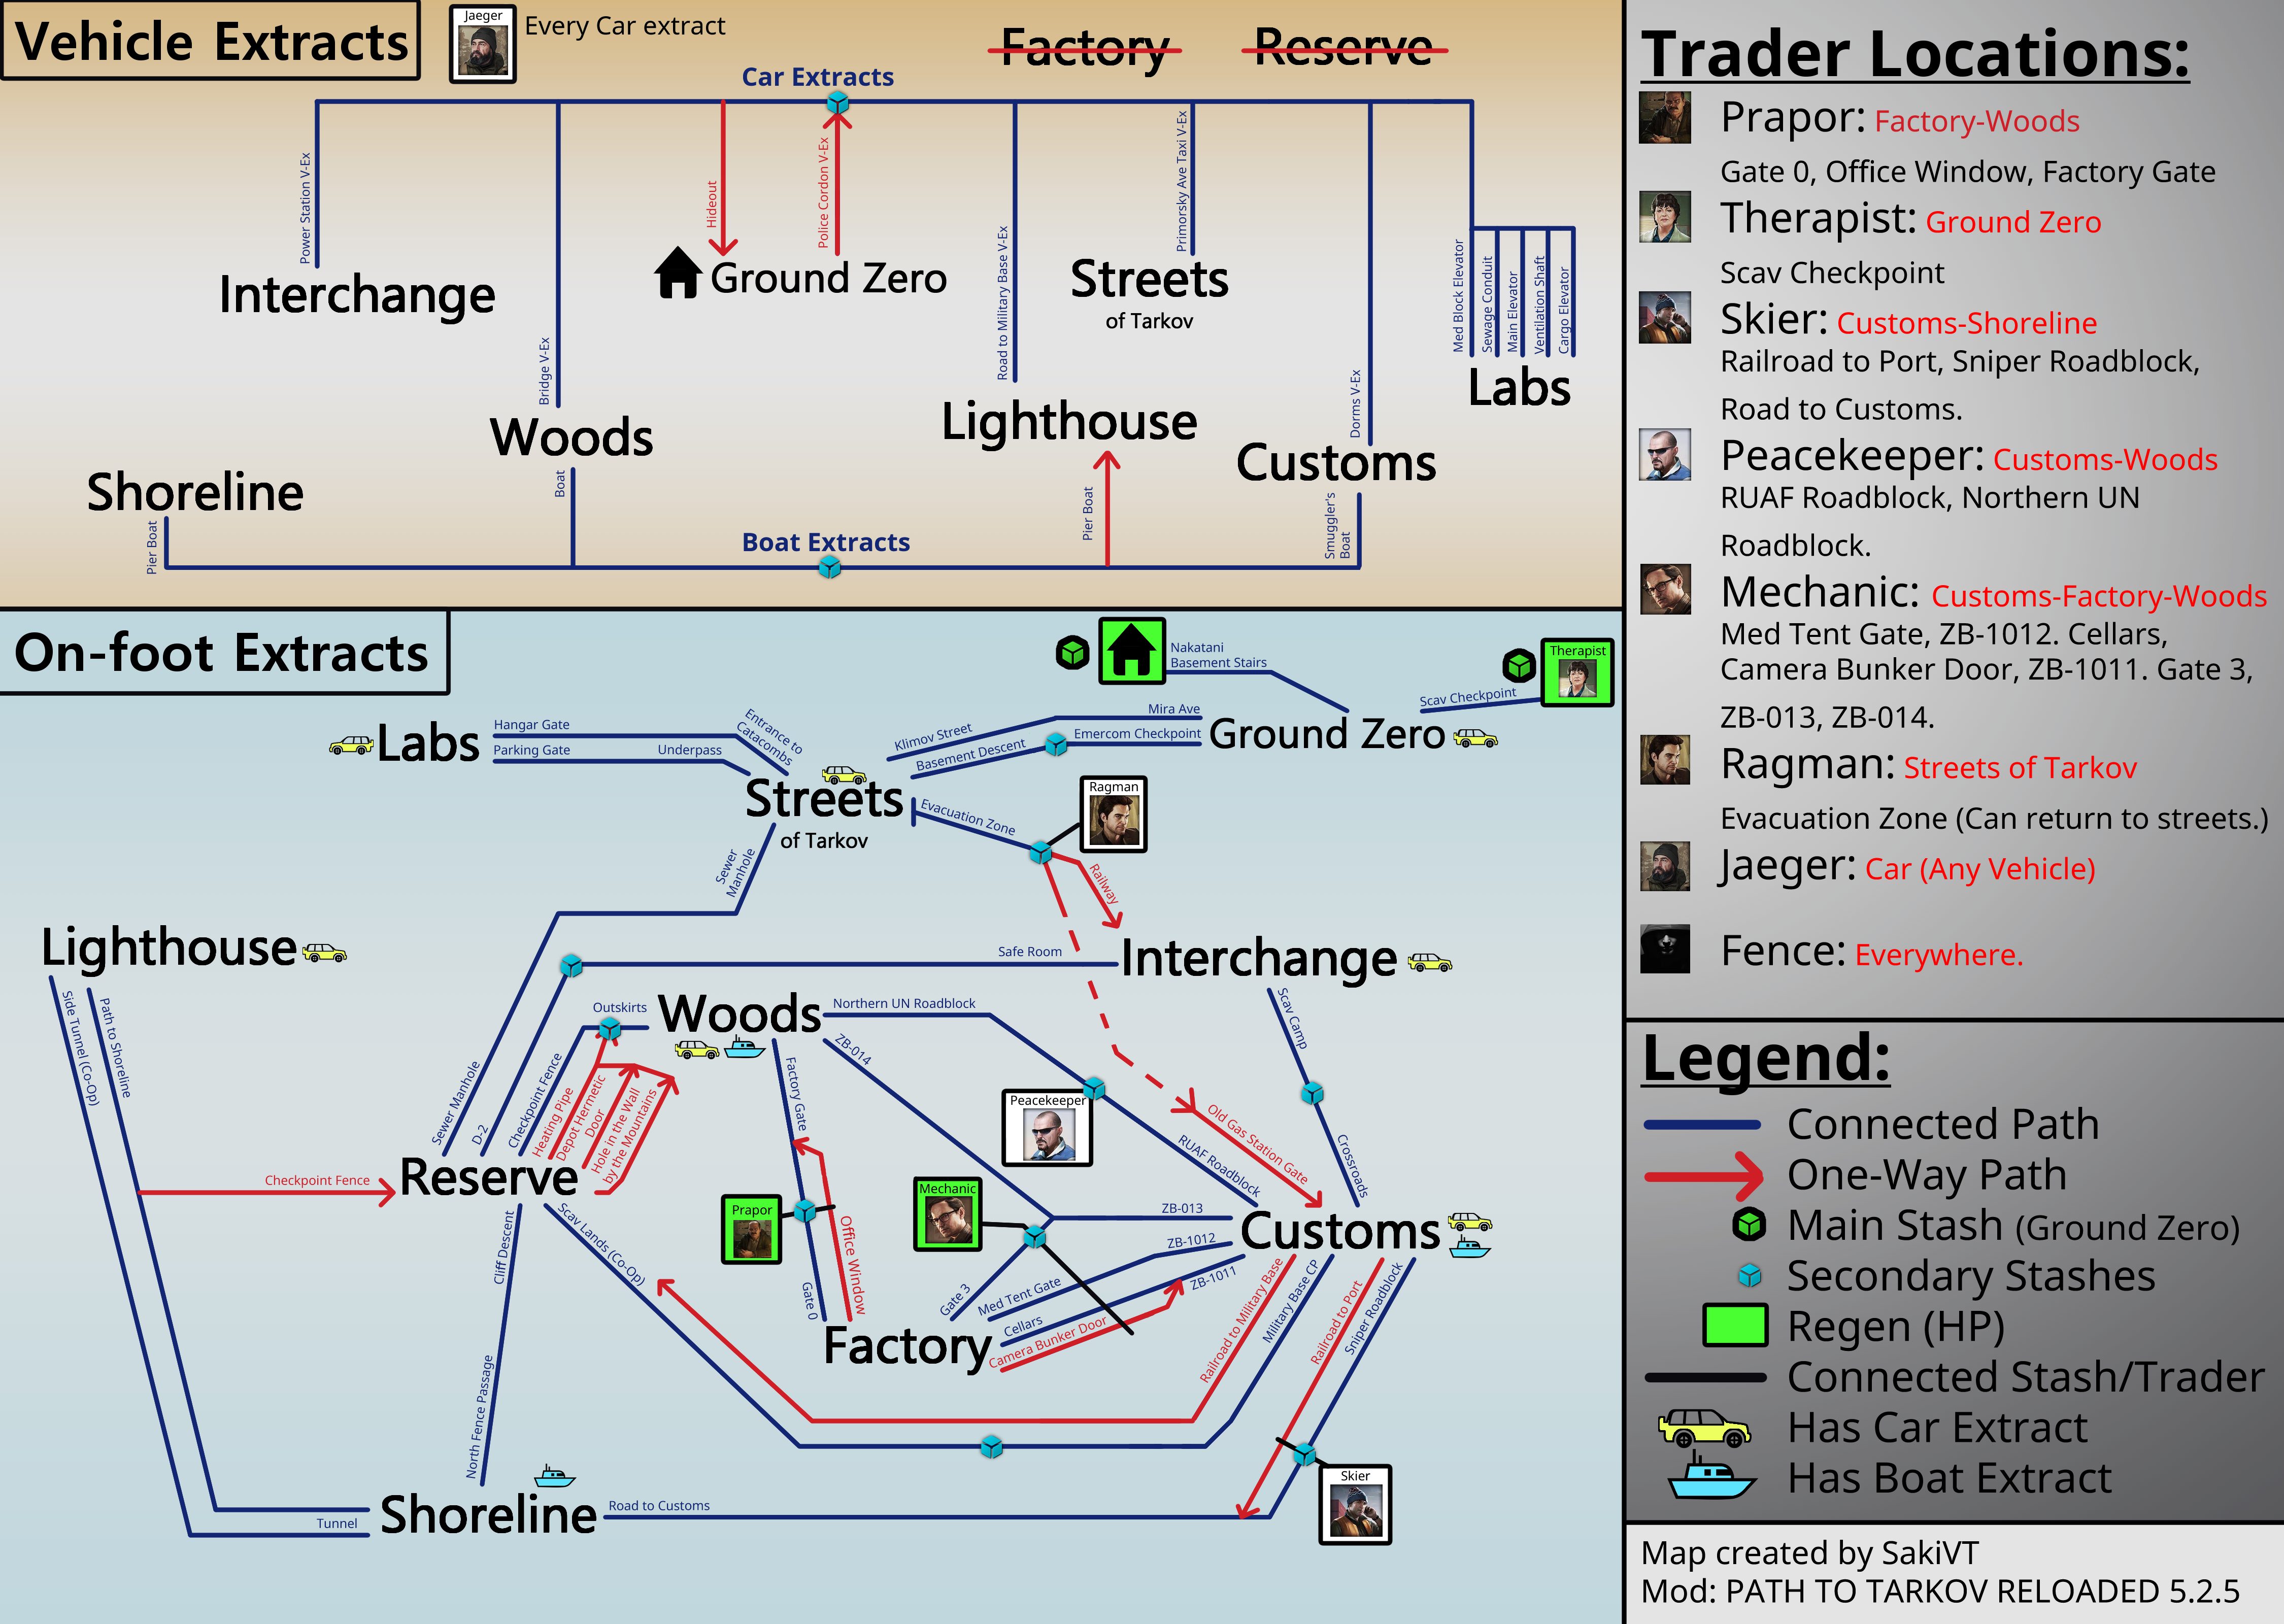 Vehicle Extracts
Jaeger
Every Car extract
Factory
Reserve
Car Extracts
Power Station V-Ex
Hideout
Police Cordon V-Ex
Primorsky Ave Taxi V-Ex
Interchange
Ground Zero
Road to Military Base V-Ex
Streets
of Tarkov
Med Block Elevator
Sewage Conduit
Main Elevator
Ventilation Shaft
Cargo Elevator
Bridge V-Ex
Labs
Dorms V-Ex
Woods
Lighthouse
Customs
Shoreline
Boat
Pier Boat
Smuggler's
Boat
Pier Boat
Boat Extracts
On-foot Extracts
Nakatani
Basement Stairs
Therapist
Scav Checkpoint
Labs
Hangar Gate
Parking Gate
Underpass
Entrance to
Catacombs
Klimov Street
Basement Descent
Mira Ave
Emercom Checkpoint
Ground Zero
Streets
of Tarkov
Evacuation Zone
Ragman
Railway
Sewer
Manhole
Lighthouse
Safe Room
Interchange
Side Tunnel (Co-Op)
Path to Shoreline
Outskirts
Woods
Northern UN Roadblock
Scav Camp
Sewer Manhole
D-2
Checkpoint Fence
Heating Pipe
Depot Hermetic
Door
Hole in the Wall
by the Mountains
Factory Gate
ZB-014
Peacekeeper
Old Gas Station Gate
RUAF Roadblock
Crossroads
Checkpoint Fence
Reserve
Prapor
Mechanic
ZB-013
ZB-1012
ZB-1011
Customs
Cliff Descent
Scav Lands (Co-Op)
Office Window
Gate 0
Gate 3
Med Tent Gate
Cellars
Camera Bunker Door
Factory
Railroad to Military Base
Military Base CP
Railroad to Port
Sniper Roadblock
North Fence Passage
Skier
Shoreline
Road to Customs
Tunnel
Trader Locations:
Prapor: Factory-Woods
Gate 0, Office Window, Factory Gate
Therapist: Ground Zero
Scav Checkpoint
Skier: Customs-Shoreline
Railroad to Port, Sniper Roadblock,
Road to Customs.
Peacekeeper: Customs-Woods
RUAF Roadblock, Northern UN
Roadblock.
Mechanic: Customs-Factory-Woods
Med Tent Gate, ZB-1012. Cellars,
Camera Bunker Door, ZB-1011. Gate 3,
ZB-013, ZB-014.
Ragman: Streets of Tarkov
Evacuation Zone (Can return to streets.)
Jaeger: Car (Any Vehicle)
Fence: Everywhere.
Legend:
Connected Path
One-Way Path
Main Stash (Ground Zero)
Secondary Stashes
Regen (HP)
Connected Stash/Trader
Has Car Extract
Has Boat Extract
Map created by SakiVT
Mod: PATH TO TARKOV RELOADED 5.2.5